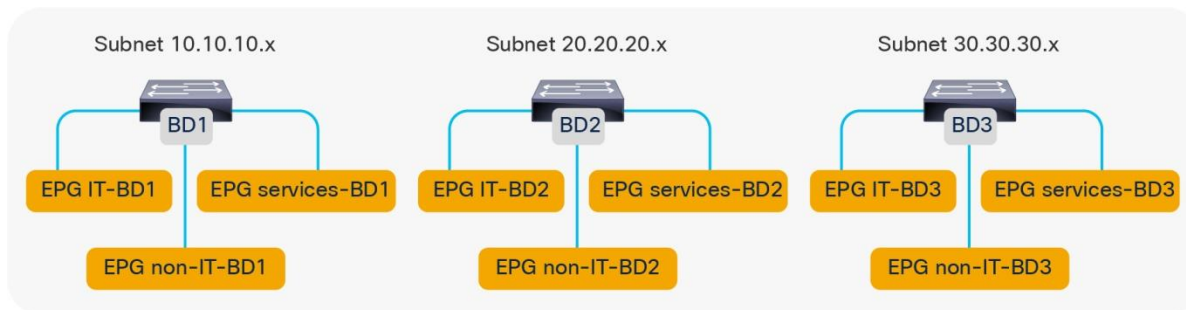 Subnet 10.10.10.x
Subnet 20.20.20.x
Subnet 30.30.30.x
BD1
BD2
BD3
EPG IT-BD1
EPG services-BD1
EPG IT-BD2
EPG services-BD2
EPG IT-BD3
EPG services-BD3
EPG non-IT-BD1
EPG non-IT-BD2
EPG non-IT-BD3